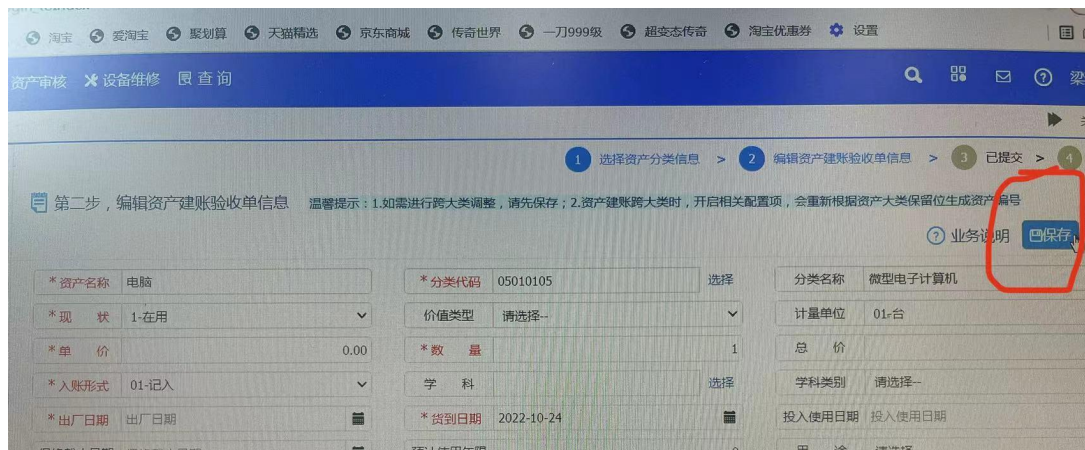 淘宝 爱淘宝 聚划算 天猫精选 京东商城 传奇世界 一刀999级 超变态传奇 淘宝优惠券 设置
资产审核 设备维修 查询 梁
1 选择资产分类信息 > 2 编辑资产建账验收单信息 > 3 已提交 > 4
第二步，编辑资产建账验收单信息 温馨提示：1.如需进行跨大类调整，请先保存；2.资产建账跨大类时，开启相关配置项，会重新根据资产大类保留位生成资产编号
? 业务说明 保存
*资产名称 电脑 *分类代码 05010105 选择 分类名称 微型电子计算机
*现 状 1-在用 价值类型 请选择-- 计量单位 01-台
*单 价 0.00 *数 量 1 总 价
*入账形式 01-记入 学 科 选择 学科类别 请选择--
*出厂日期 出厂日期 *货到日期 2022-10-24 投入使用日期 投入使用日期